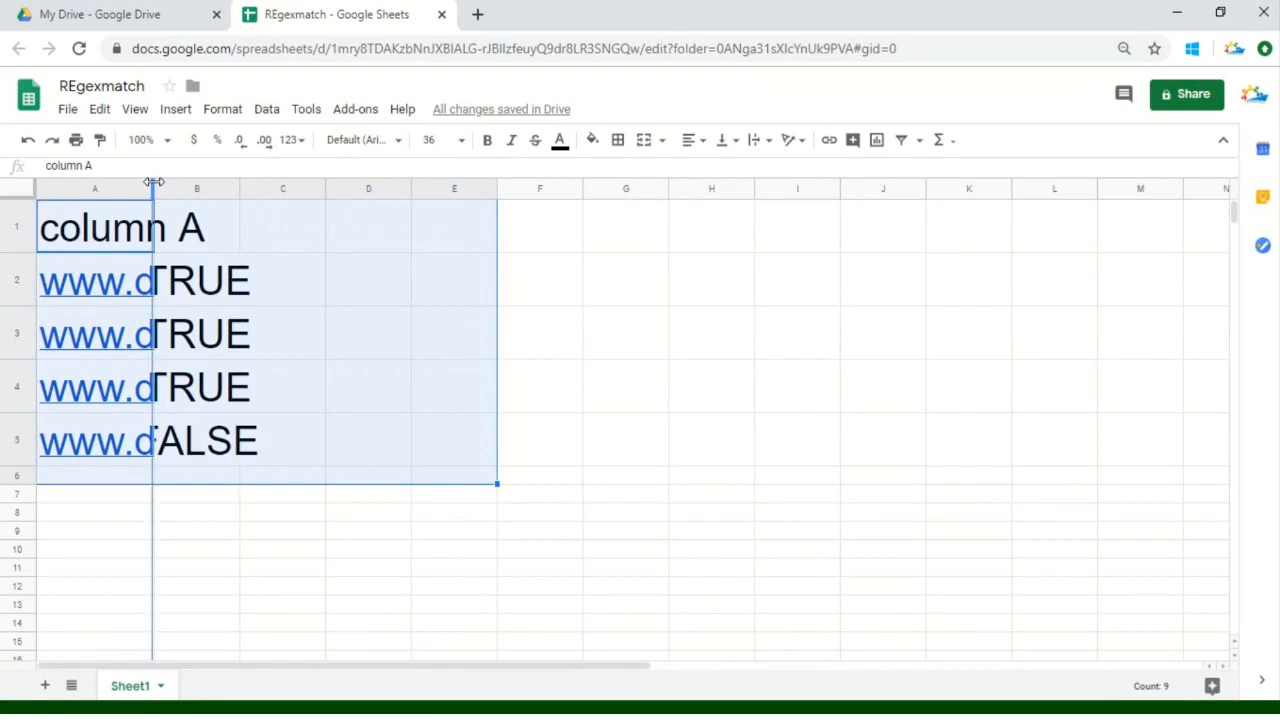 My Drive - Google Drive
REgexmatch - Google Sheets
docs.google.com/spreadsheets/d/1mry8TDAKzbNnJXBIALG-rJBIlzfeuyQ9dr8LR3SNGQw/edit?folder=0ANga31sXIcYnUk9PVA#gid=0
REgexmatch
File Edit View Insert Format Data Tools Add-ons Help All changes saved in Drive
Share
100% $ % .0 .00 123 Default (Ari... 36 B I S A Σ
fx column A
A B C D E F G H I J K L M N
1 column A
2 www.d TRUE
3 www.d TRUE
4 www.d TRUE
5 www.d FALSE
6
7
8
9
10
11
12
13
14
15
16
Sheet1
Count: 9